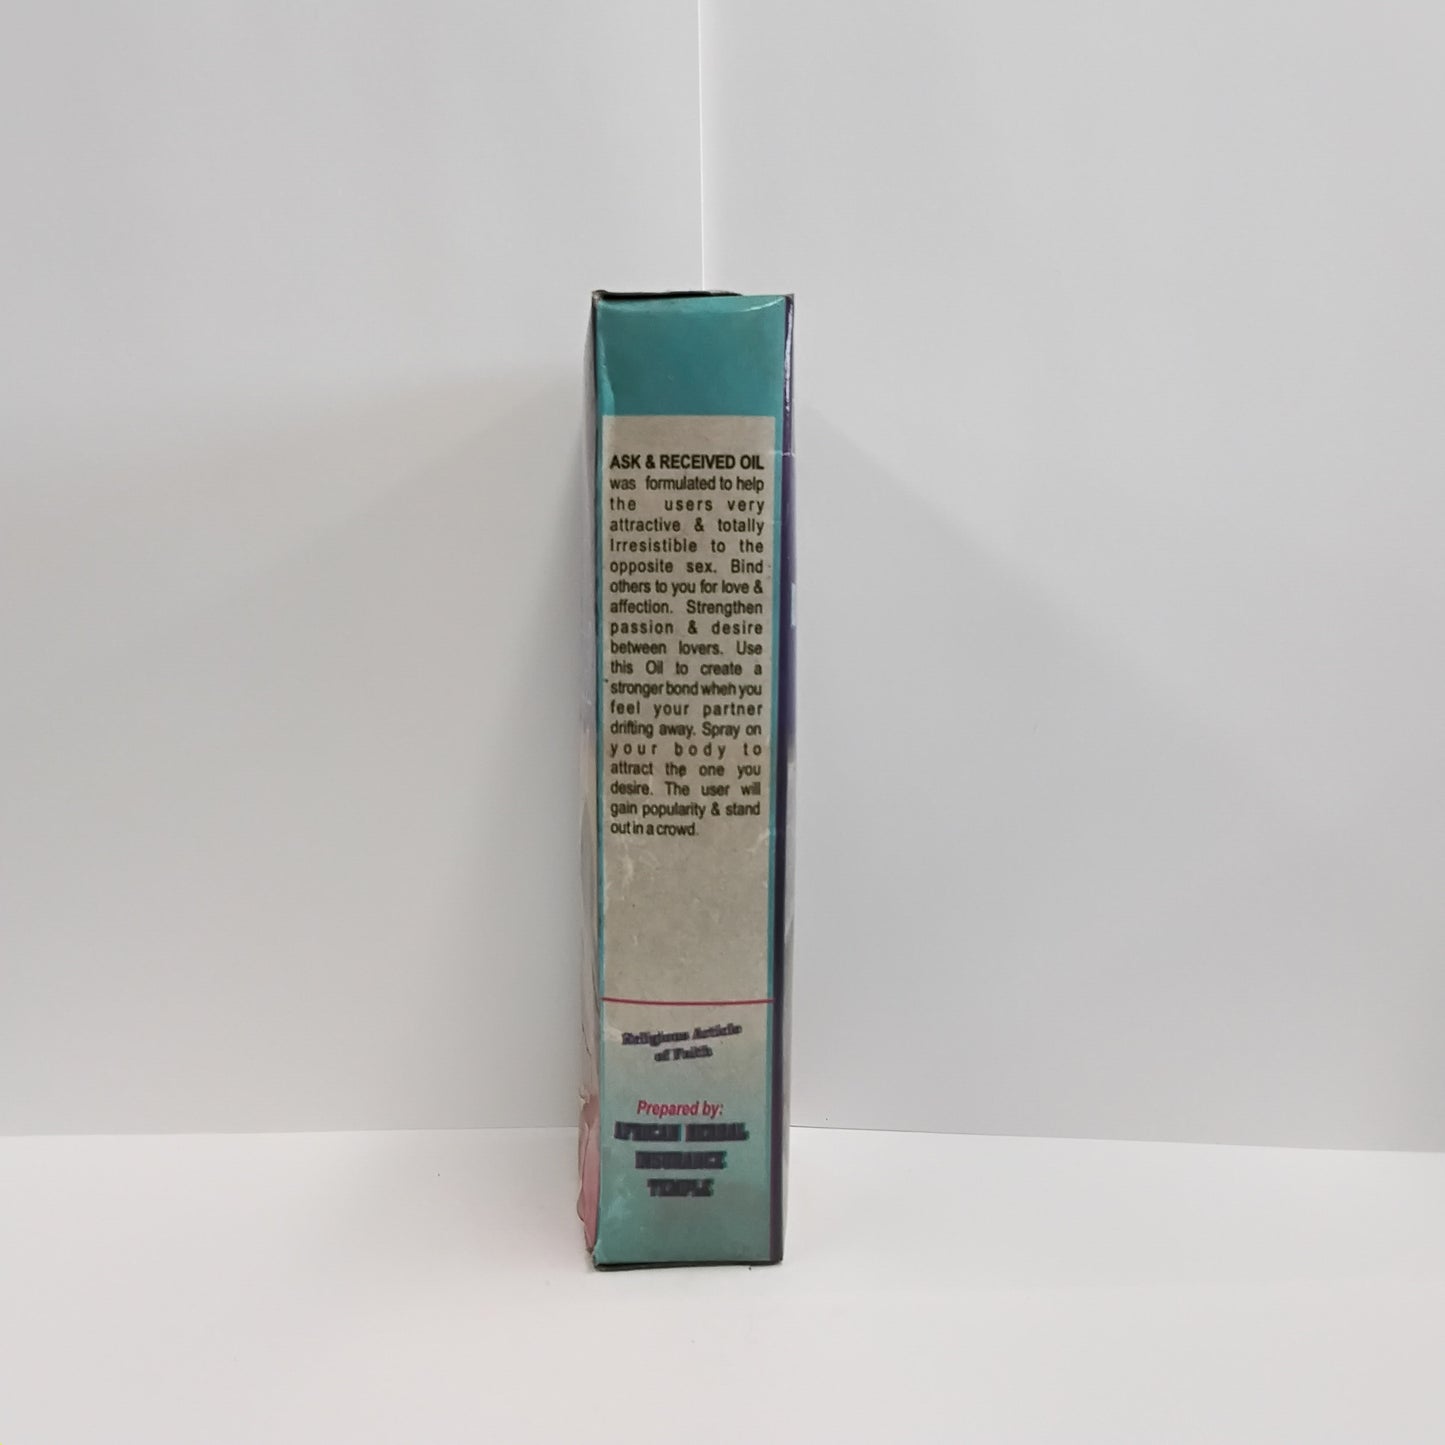 ASK & RECEIVED OIL
was formulated to help
the users very
attractive & totally
Irresistible to the
opposite sex. Bind
others to you for love &
affection. Strengthen
passion & desire
between lovers. Use
this Oil to create a
stronger bond wheh you
feel your partner
drifting away. Spray on
your body to
attract the one you
desire. The user will
gain popularity & stand
out in a crowd.
Religious Article
of Faith
Prepared by:
AFRICAN HERBAL
INSURANCE
TEMPLE